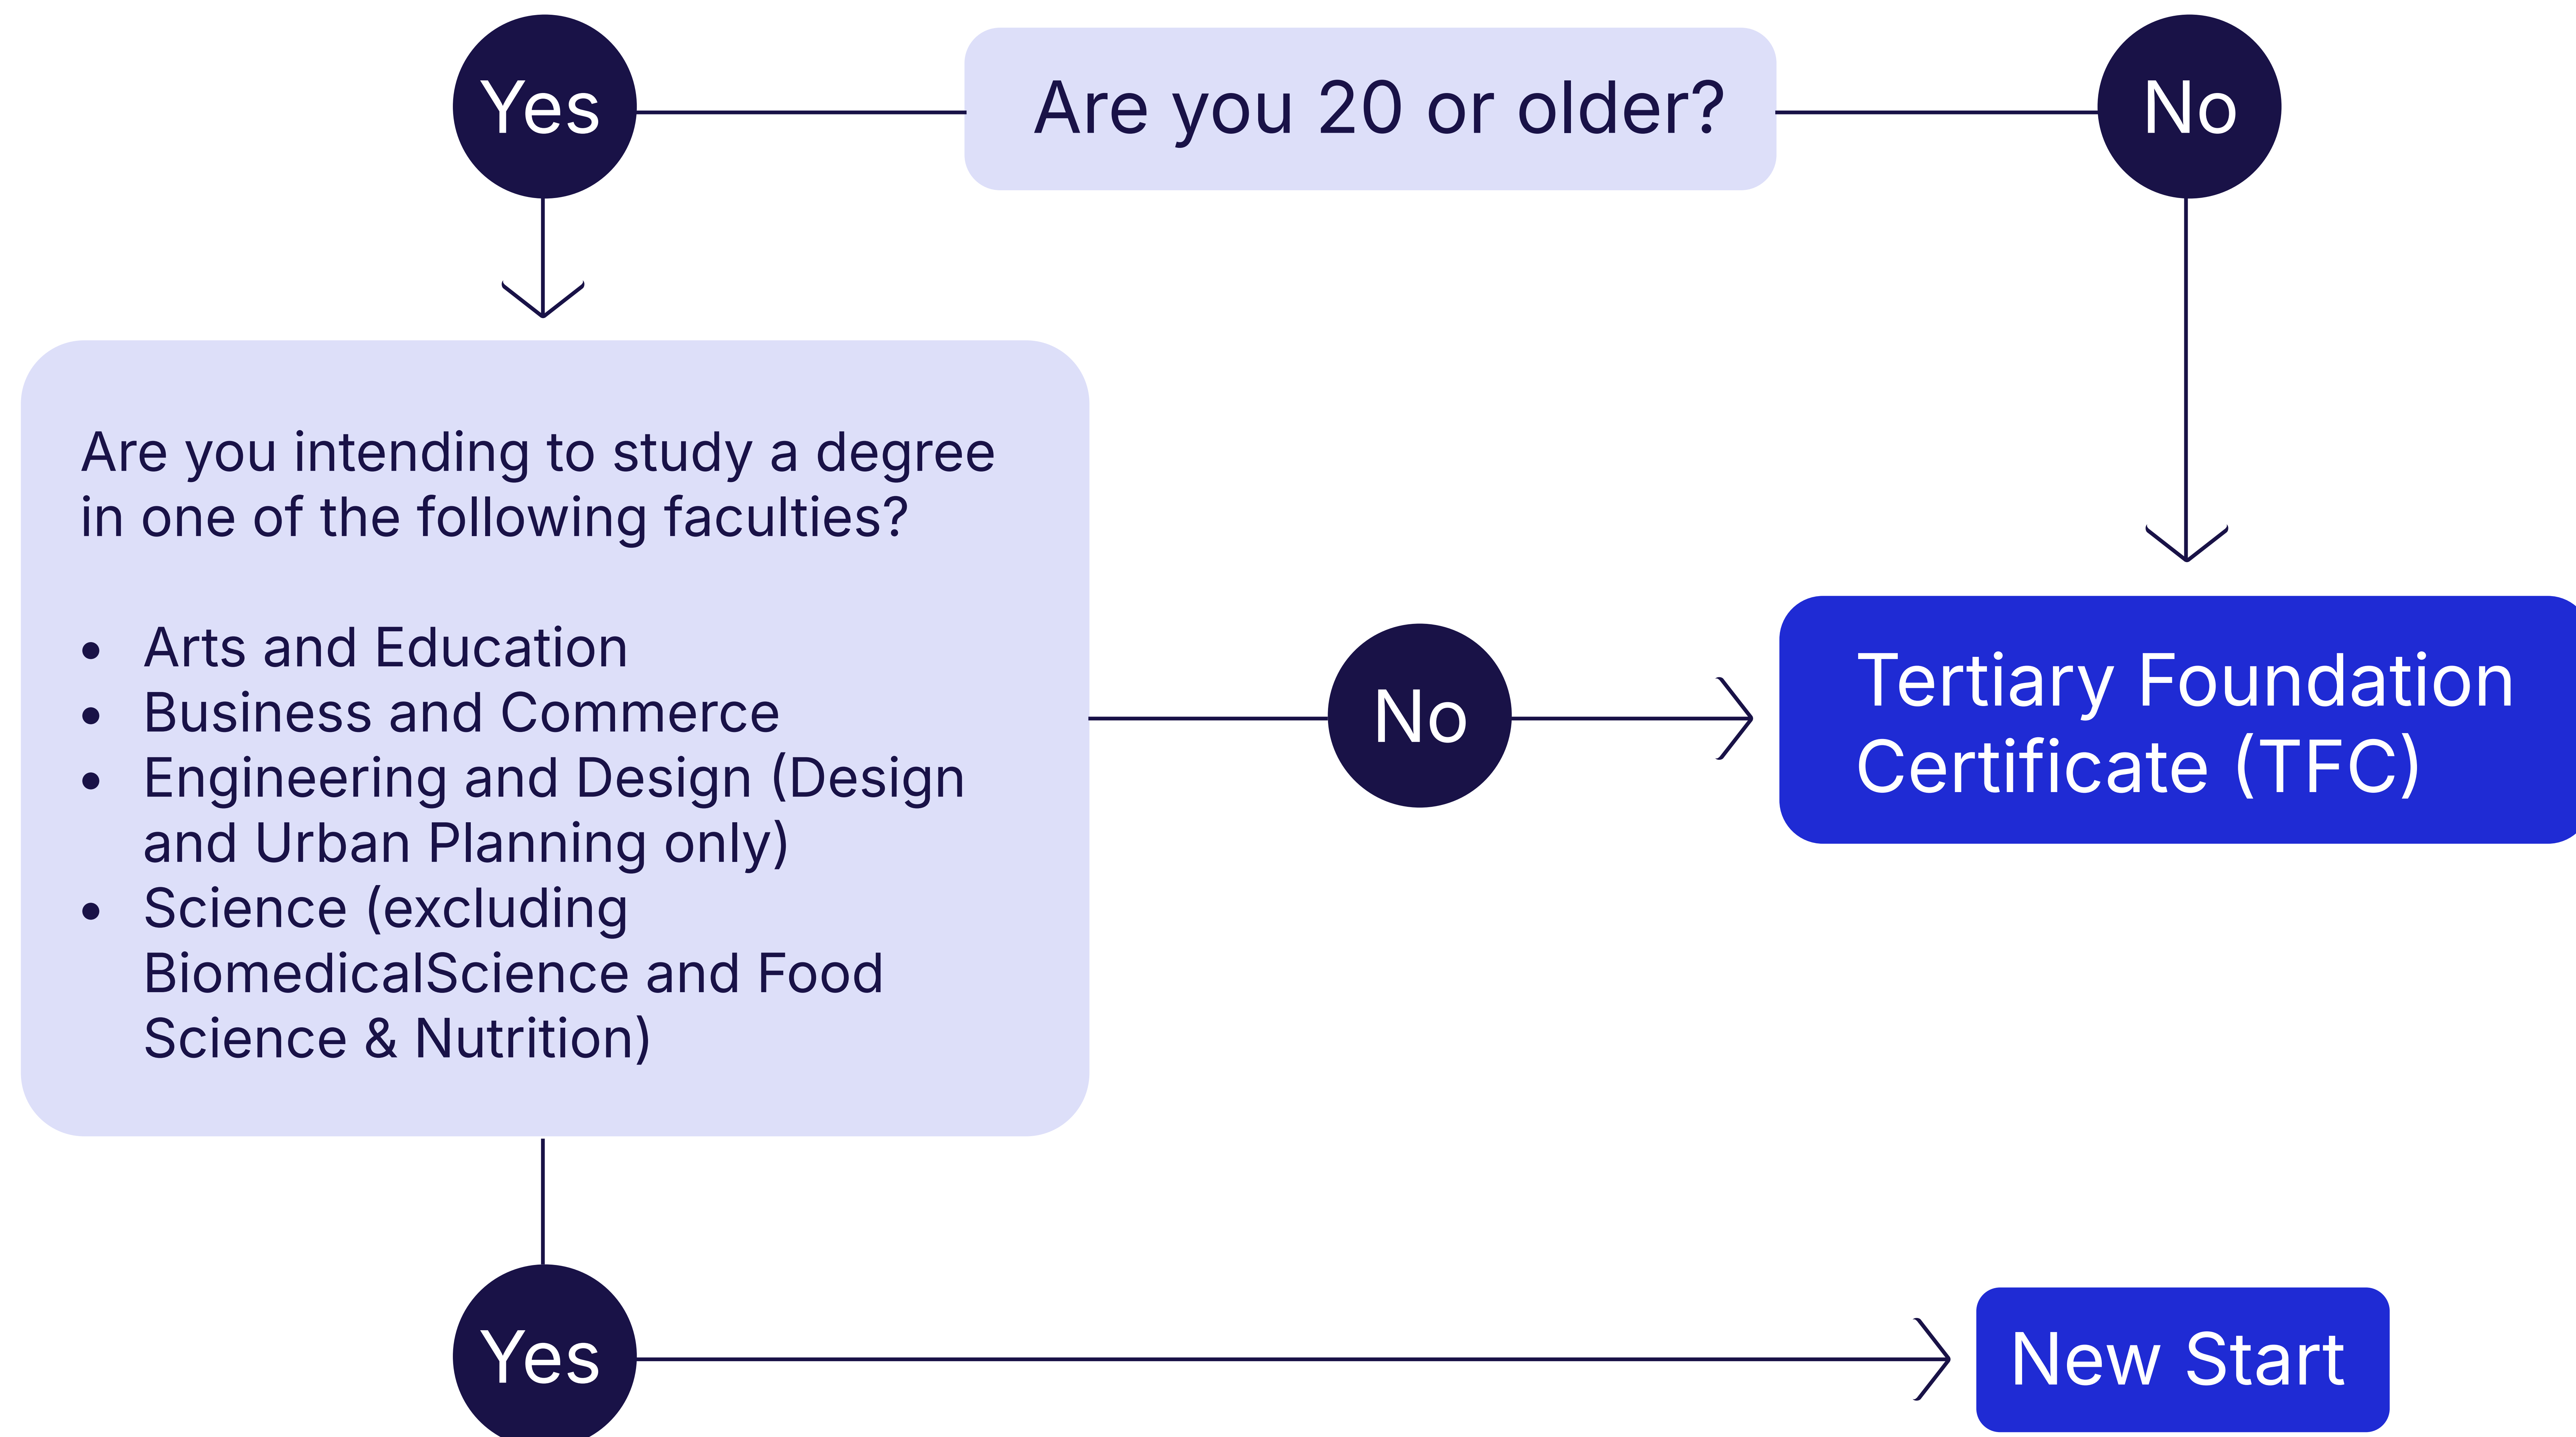 Yes
Are you 20 or older?
No
Are you intending to study a degree
in one of the following faculties?
• Arts and Education
• Business and Commerce
• Engineering and Design (Design
and Urban Planning only)
• Science (excluding
BiomedicalScience and Food
Science & Nutrition)
No
Tertiary Foundation
Certificate (TFC)
Yes
New Start